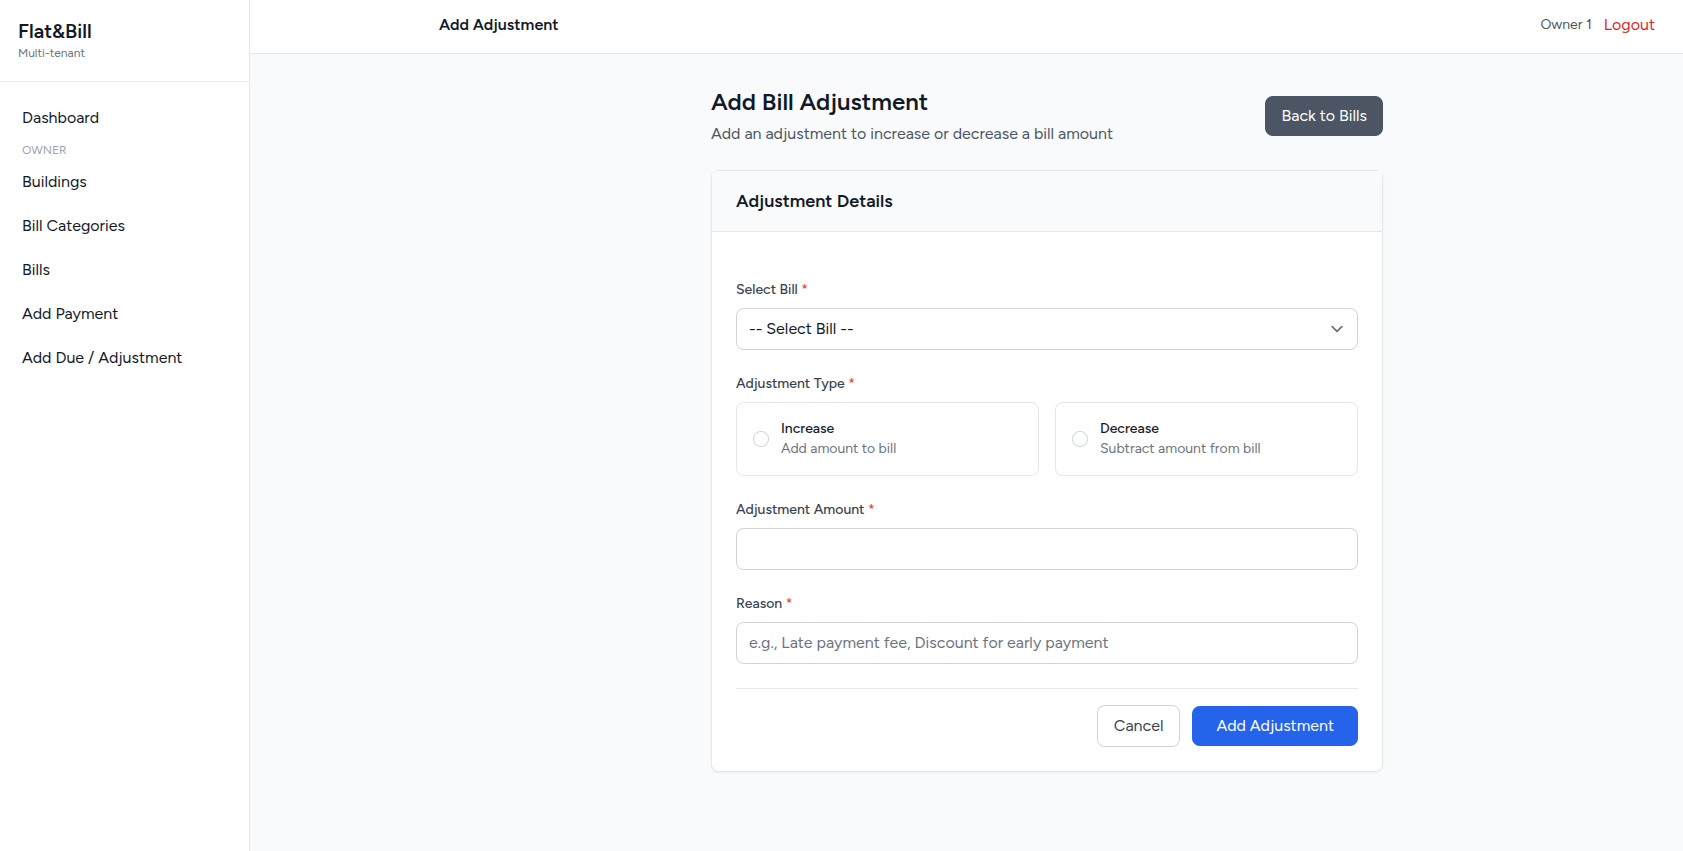 Flat&Bill
Multi-tenant
Dashboard
OWNER
Buildings
Bill Categories
Bills
Add Payment
Add Due / Adjustment
Add Adjustment
Owner 1
Logout
Add Bill Adjustment
Add an adjustment to increase or decrease a bill amount
Back to Bills
Adjustment Details
Select Bill *
-- Select Bill --
Adjustment Type *
Increase
Add amount to bill
Decrease
Subtract amount from bill
Adjustment Amount *
Reason *
e.g., Late payment fee, Discount for early payment
Cancel
Add Adjustment